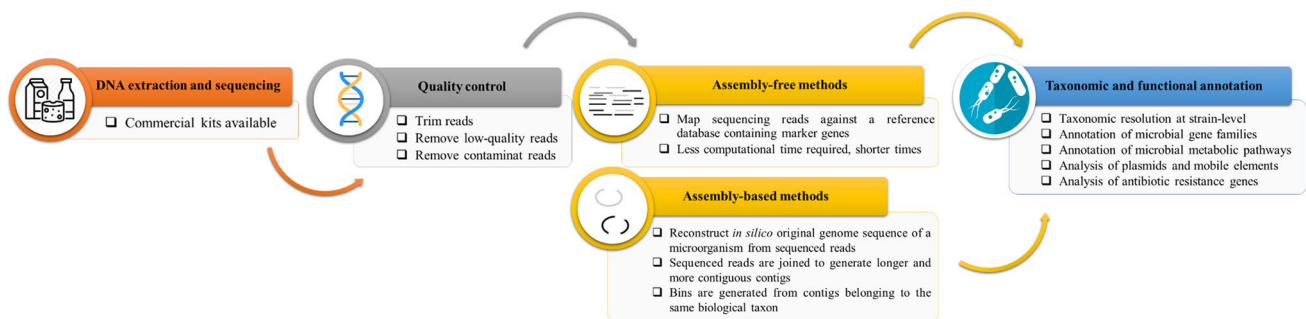 DNA extraction and sequencing
❑ Commercial kits available
Quality control
❑ Trim reads
❑ Remove low-quality reads
❑ Remove contaminat reads
Assembly-free methods
❑ Map sequencing reads against a reference
database containing marker genes
❑ Less computational time required, shorter times
Assembly-based methods
❑ Reconstruct in silico original genome sequence of a
microorganism from sequenced reads
❑ Sequenced reads are joined to generate longer and
more contiguous contigs
❑ Bins are generated from contigs belonging to the
same biological taxon
Taxonomic and functional annotation
❑ Taxonomic resolution at strain-level
❑ Annotation of microbial gene families
❑ Annotation of microbial metabolic pathways
❑ Analysis of plasmids and mobile elements
❑ Analysis of antibiotic resistance genes